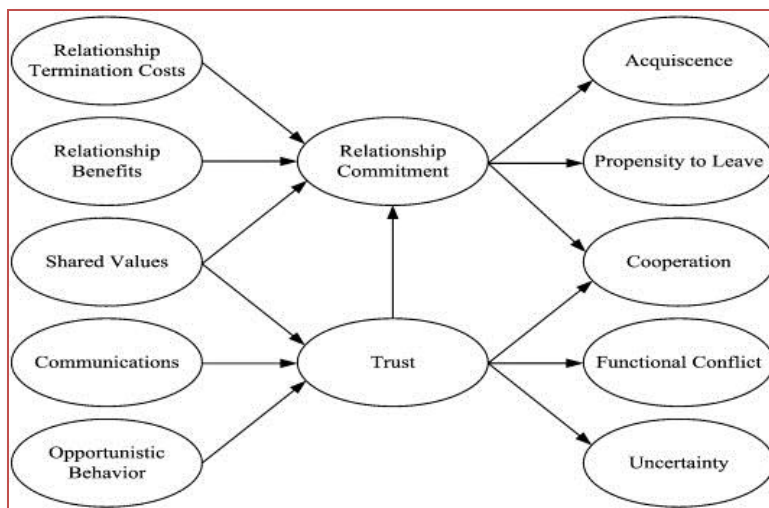 Relationship
Termination Costs
Relationship
Benefits
Shared Values
Communications
Opportunistic
Behavior
Relationship
Commitment
Trust
Acquiscence
Propensity to Leave
Cooperation
Functional Conflict
Uncertainty